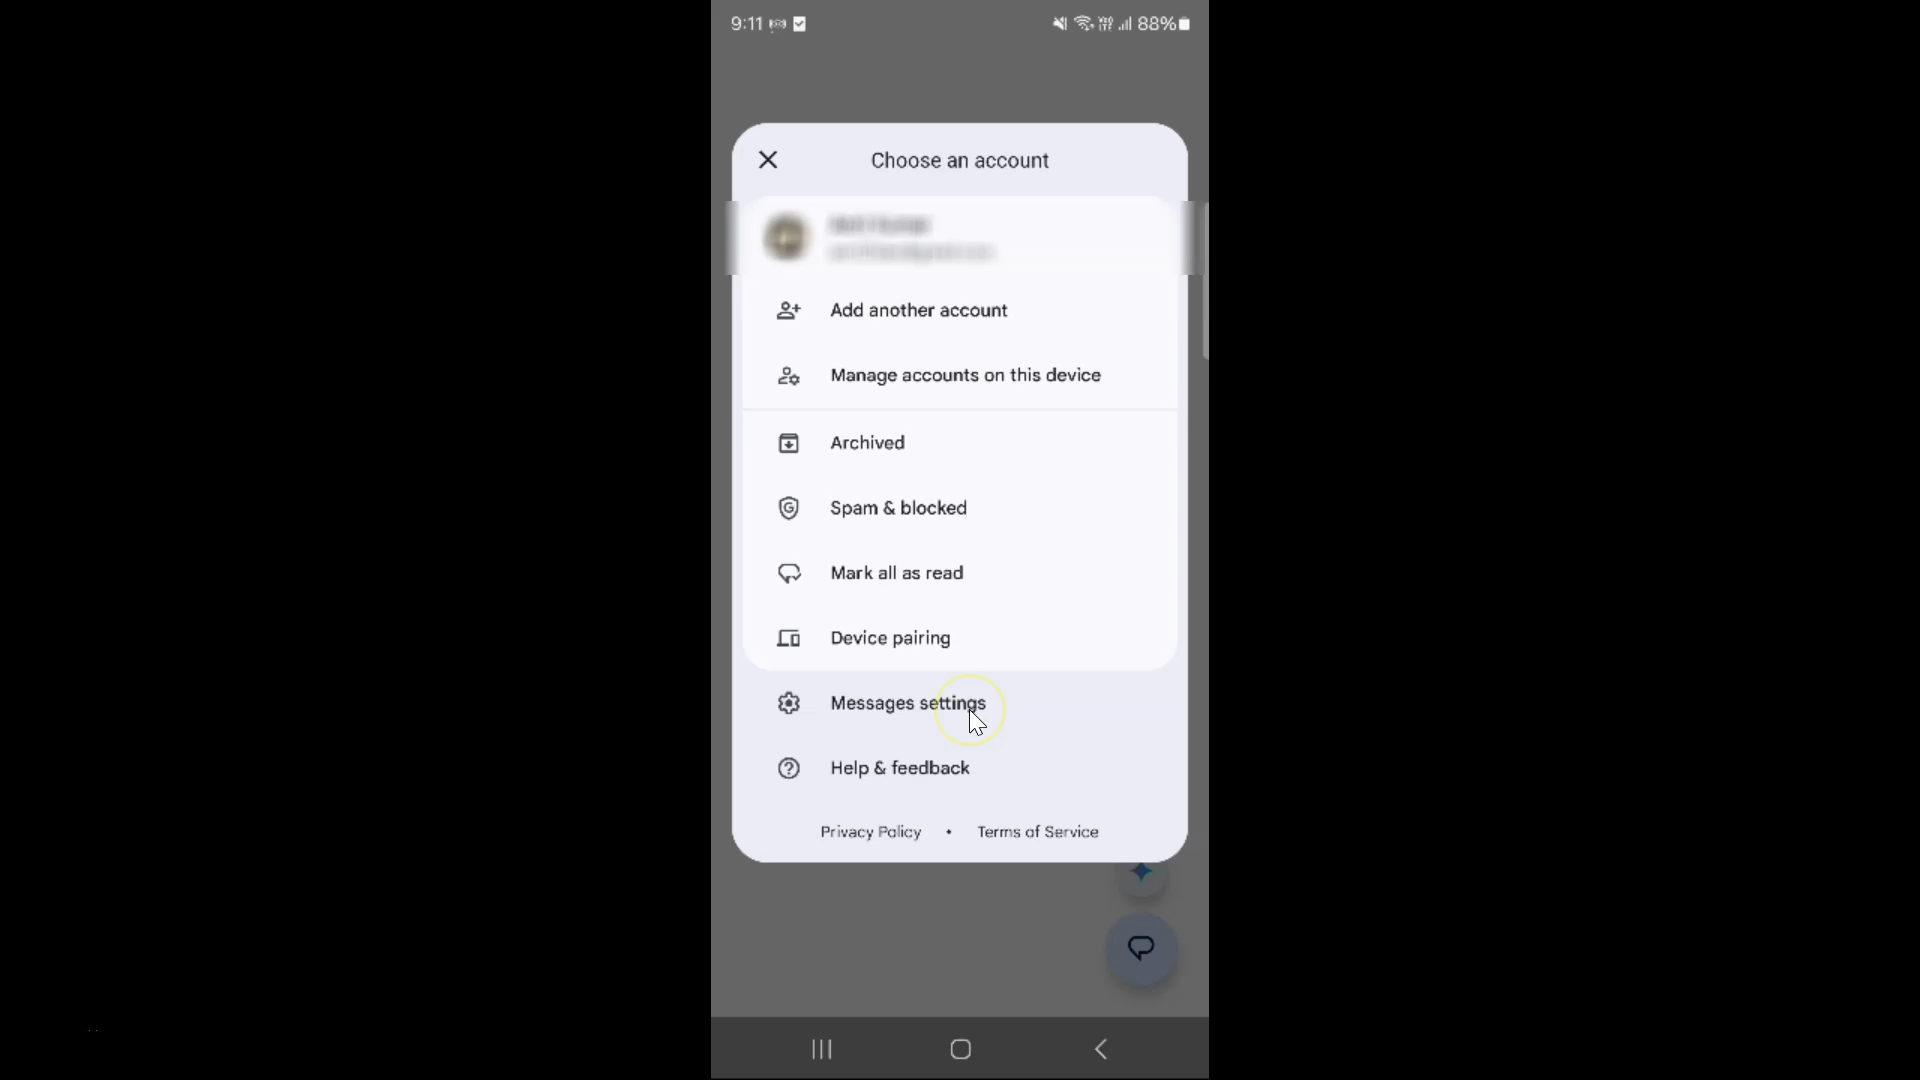 9:11
88%
Choose an account
Add another account
Manage accounts on this device
Archived
Spam & blocked
Mark all as read
Device pairing
Messages settings
Help & feedback
Privacy Policy • Terms of Service